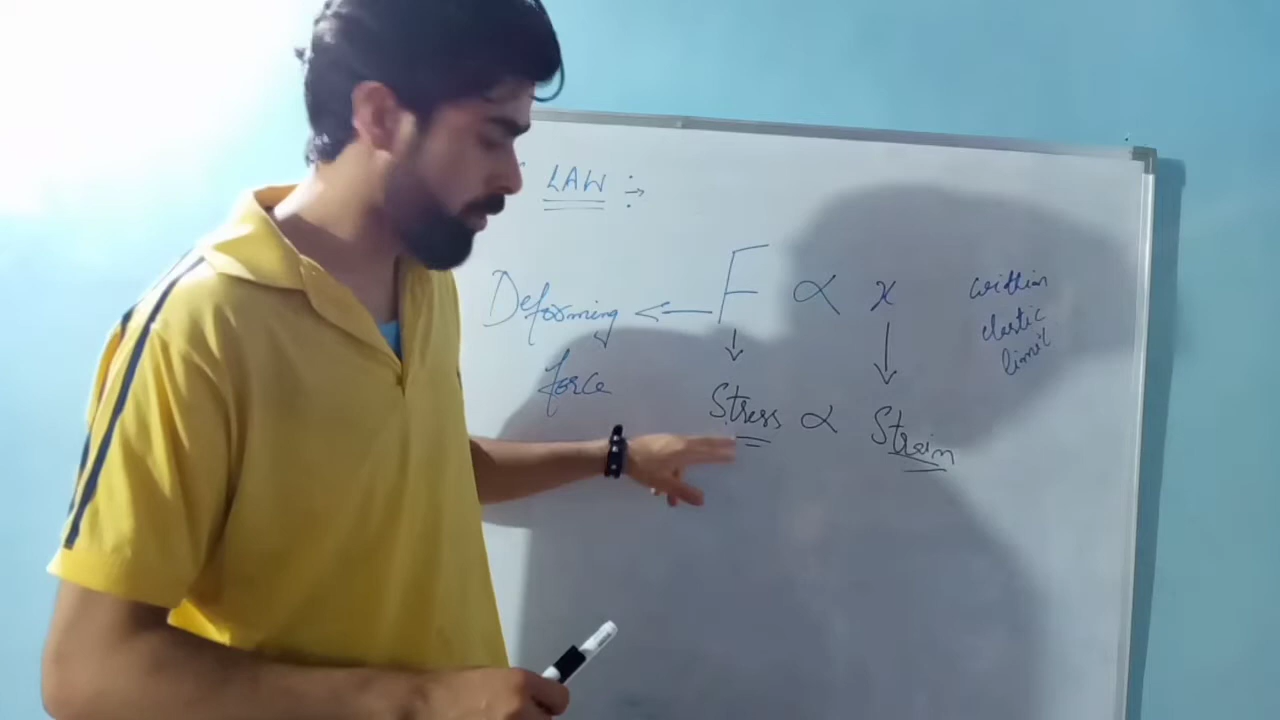 LAW :→
Deforming ← F ∝ x within
elastic
limit
force ↓ ↓
Stress ∝ Strain